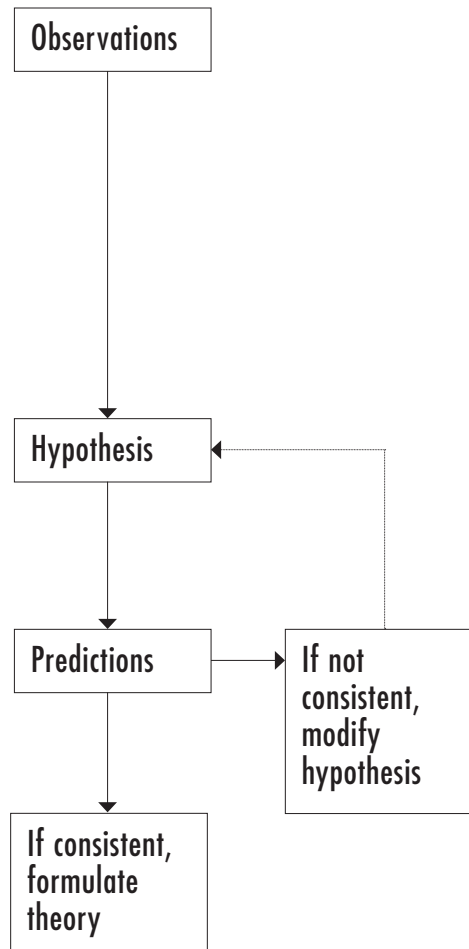 Observations
Hypothesis
Predictions
If not
consistent,
modify
hypothesis
If consistent,
formulate
theory